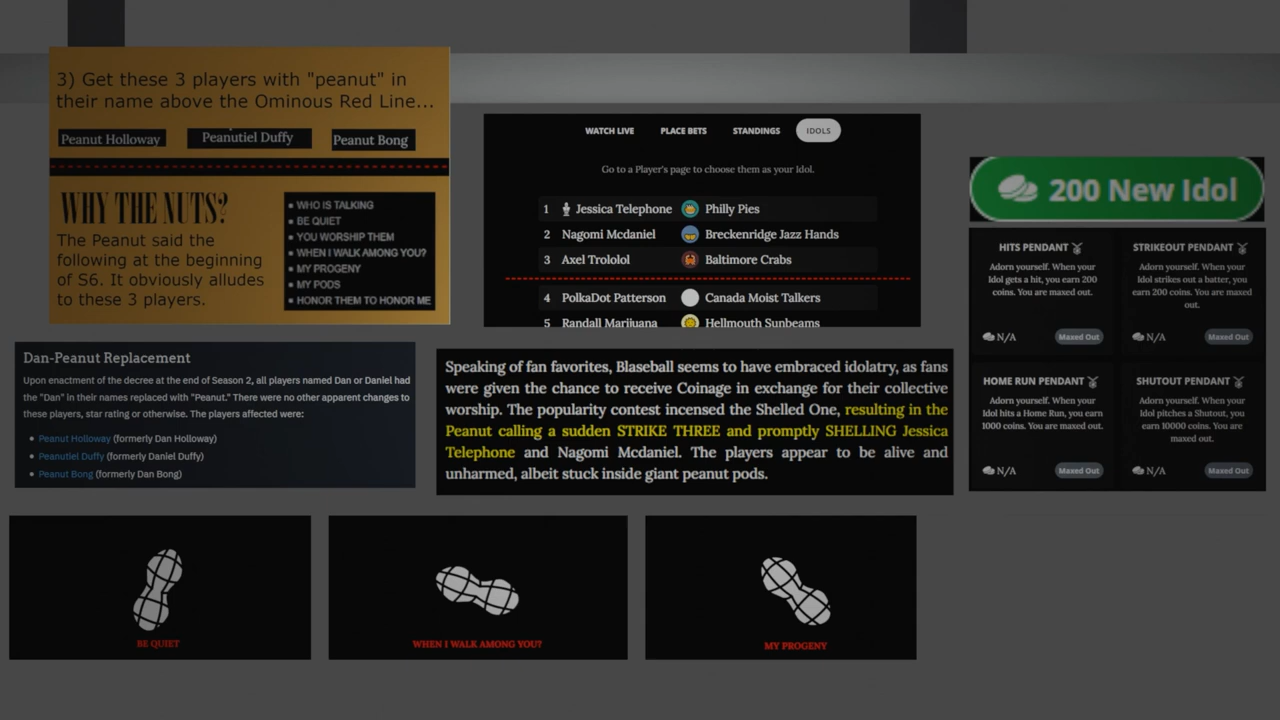 3) Get these 3 players with "peanut" in
their name above the Ominous Red Line...
Peanut Holloway
Peanutiel Duffy
Peanut Bong
WHY THE NUTS?
The Peanut said the
following at the beginning
of S6. It obviously alludes
to these 3 players.
▪ WHO IS TALKING
▪ BE QUIET
▪ YOU WORSHIP THEM
▪ WHEN I WALK AMONG YOU?
▪ MY PROGENY
▪ MY PODS
▪ HONOR THEM TO HONOR ME
WATCH LIVE PLACE BETS STANDINGS IDOLS
Go to a Player's page to choose them as your Idol.
1 Jessica Telephone Philly Pies
2 Nagomi Mcdaniel Breckenridge Jazz Hands
3 Axel Trololol Baltimore Crabs
4 PolkaDot Patterson Canada Moist Talkers
5 Randall Marijuana Hellmouth Sunbeams
200 New Idol
HITS PENDANT
Adorn yourself. When your
Idol gets a hit, you earn 200
coins. You are maxed out.
N/A Maxed Out
STRIKEOUT PENDANT
Adorn yourself. When your
Idol strikes out a batter, you
earn 200 coins. You are maxed
out.
N/A Maxed Out
HOME RUN PENDANT
Adorn yourself. When your
Idol hits a Home Run, you earn
1000 coins. You are maxed out.
N/A Maxed Out
SHUTOUT PENDANT
Adorn yourself. When your
Idol pitches a Shutout, you
earn 10000 coins. You are
maxed out.
N/A Maxed Out
Dan-Peanut Replacement
Upon enactment of the decree at the end of Season 2, all players named Dan or Daniel had
the "Dan" in their names replaced with "Peanut." There were no other apparent changes to
these players, star rating or otherwise. The players affected were:
• Peanut Holloway (formerly Dan Holloway)
• Peanutiel Duffy (formerly Daniel Duffy)
• Peanut Bong (formerly Dan Bong)
Speaking of fan favorites, Blaseball seems to have embraced idolatry, as fans
were given the chance to receive Coinage in exchange for their collective
worship. The popularity contest incensed the Shelled One, resulting in the
Peanut calling a sudden STRIKE THREE and promptly SHELLING Jessica
Telephone and Nagomi Mcdaniel. The players appear to be alive and
unharmed, albeit stuck inside giant peanut pods.
BE QUIET
WHEN I WALK AMONG YOU?
MY PROGENY